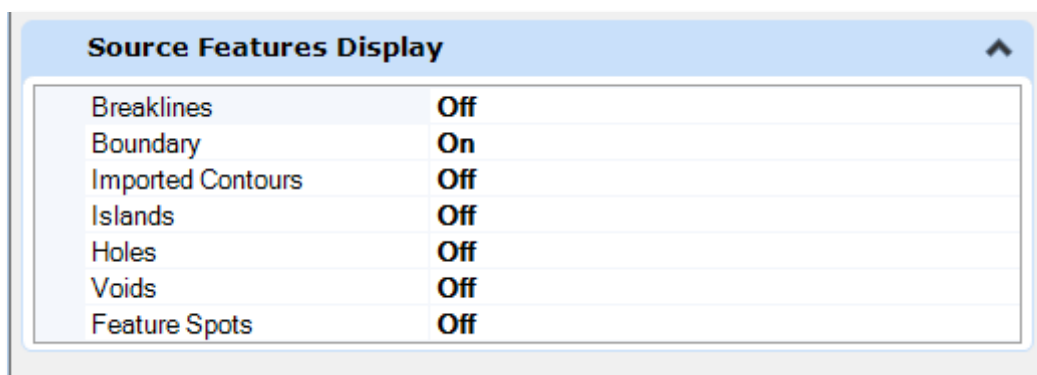 Source Features Display
Breaklines Off
Boundary On
Imported Contours Off
Islands Off
Holes Off
Voids Off
Feature Spots Off